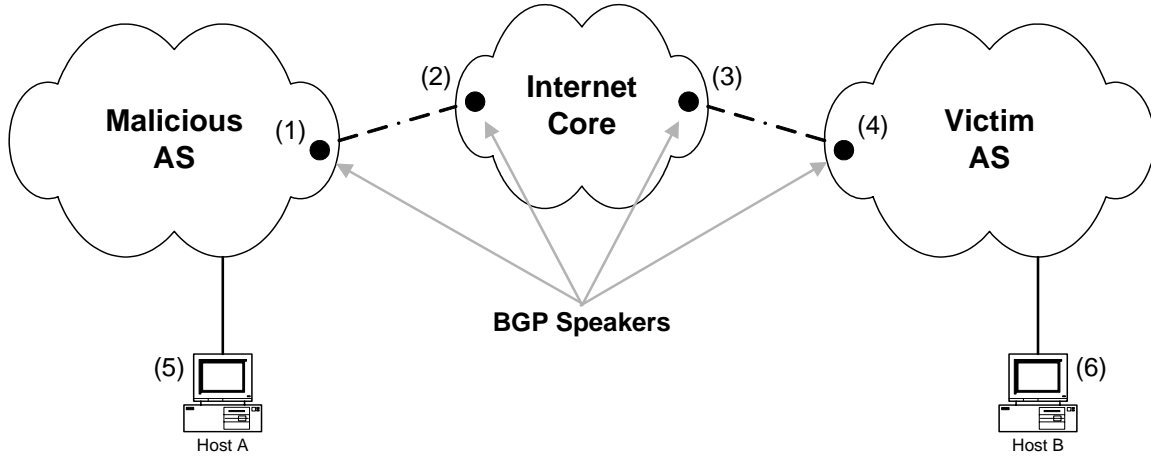 Malicious
AS
(1)
(2)
Internet
Core
(3)
(4)
Victim
AS
BGP Speakers
(5)
Host A
(6)
Host B